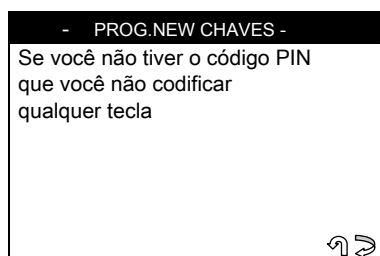 - PROG.NEW CHAVES -
Se você não tiver o código PIN
que você não codificar
qualquer tecla